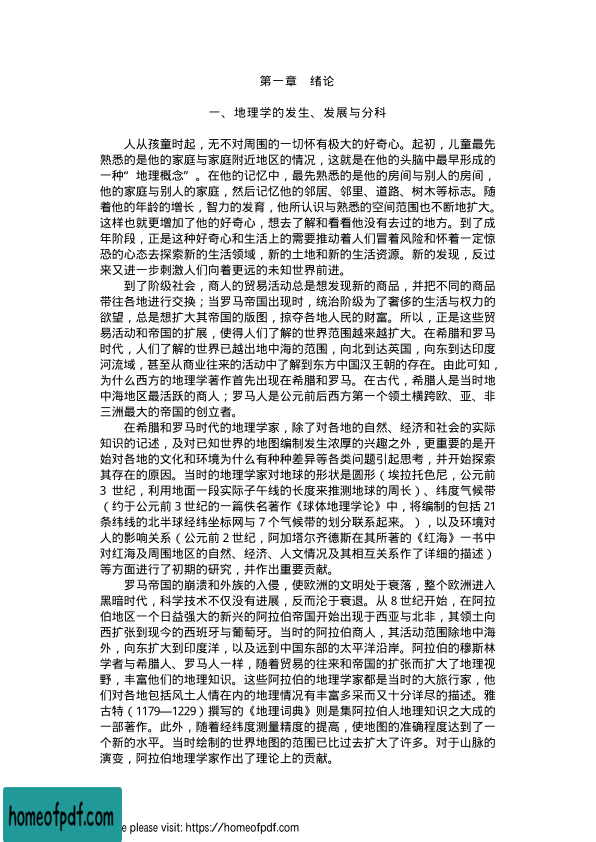 第一章　绪论
一、地理学的发生、发展与分科
人从孩童时起，无不对周围的一切怀有极大的好奇心。起初，儿童最先
熟悉的是他的家庭与家庭附近地区的情况，这就是在他的头脑中最早形成的
一种“地理概念”。在他的记忆中，最先熟悉的是他的房间与别人的房间，
他的家庭与别人的家庭，然后记忆他的邻居、邻里、道路、树木等标志。随
着他的年龄的增长，智力的发育，他所认识与熟悉的空间范围也不断地扩大。
这样也就更增加了他的好奇心，想去了解和看看他没有去过的地方。到了成
年阶段，正是这种好奇心和生活上的需要推动着人们冒着风险和怀着一定惊
恐的心态去探索新的生活领域，新的土地和新的生活资源。新的发现，反过
来又进一步刺激人们向着更远的未知世界前进。
到了阶级社会，商人的贸易活动总是想发现新的商品，并把不同的商品
带往各地进行交换；当罗马帝国出现时，统治阶级为了奢侈的生活与权力的
欲望，总是想扩大其帝国的版图，掠夺各地人民的财富。所以，正是这些贸
易活动和帝国的扩展，使得人们了解的世界范围越来越扩大。在希腊和罗马
时代，人们了解的世界已越出地中海的范围，向北到达英国，向东到达印度
河流域，甚至从商业往来的活动中了解到东方中国汉王朝的存在。由此可知，
为什么西方的地理学著作首先出现在希腊和罗马。在古代，希腊人是当时地
中海地区最活跃的商人；罗马人是公元前后西方第一个领土横跨欧、亚、非
三洲最大的帝国的创立者。
在希腊和罗马时代的地理学家，除了对各地的自然、经济和社会的实际
知识的记述，及对已知世界的地图编制发生浓厚的兴趣之外，更重要的是开
始对各地的文化和环境为什么有种种差异等各类问题引起思考，并开始探索
其存在的原因。当时的地理学家对地球的形状是圆形（埃拉托色尼，公元前
3 世纪，利用地面一段实际子午线的长度来推测地球的周长）、纬度气候带
（约于公元前3世纪的一篇佚名著作《球体地理学论》中，将编制的包括21
条纬线的北半球经纬坐标网与7个气候带的划分联系起来。），以及环境对
人的影响关系（公元前2世纪，阿加塔尔齐德斯在其所著的《红海》一书中
对红海及周围地区的自然、经济、人文情况及其相互关系作了详细的描述）
等方面进行了初期的研究，并作出重要贡献。
罗马帝国的崩溃和外族的入侵，使欧洲的文明处于衰落，整个欧洲进入
黑暗时代，科学技术不仅没有进展，反而沦于衰退。从8世纪开始，在阿拉
伯地区一个日益强大的新兴的阿拉伯帝国开始出现于西亚与北非，其领土向
西扩张到现今的西班牙与葡萄牙。当时的阿拉伯商人，其活动范围除地中海
外，向东扩大到印度洋，以及远到中国东部的太平洋沿岸。阿拉伯的穆斯林
学者与希腊人、罗马人一样，随着贸易的往来和帝国的扩张而扩大了地理视
野，丰富他们的地理知识。这些阿拉伯的地理学家都是当时的大旅行家，他
们对各地包括风土人情在内的地理情况有丰富多采而又十分详尽的描述。雅
古特（1179—1229）撰写的《地理词典》则是集阿拉伯人地理知识之大成的
一部著作。此外，随着经纬度测量精度的提高，使地图的准确程度达到了一
个新的水平。当时绘制的世界地图的范围已比过去扩大了许多。对于山脉的
演变，阿拉伯地理学家作出了理论上的贡献。
homeofpdf.com
e please visit: https://homeofpdf.com